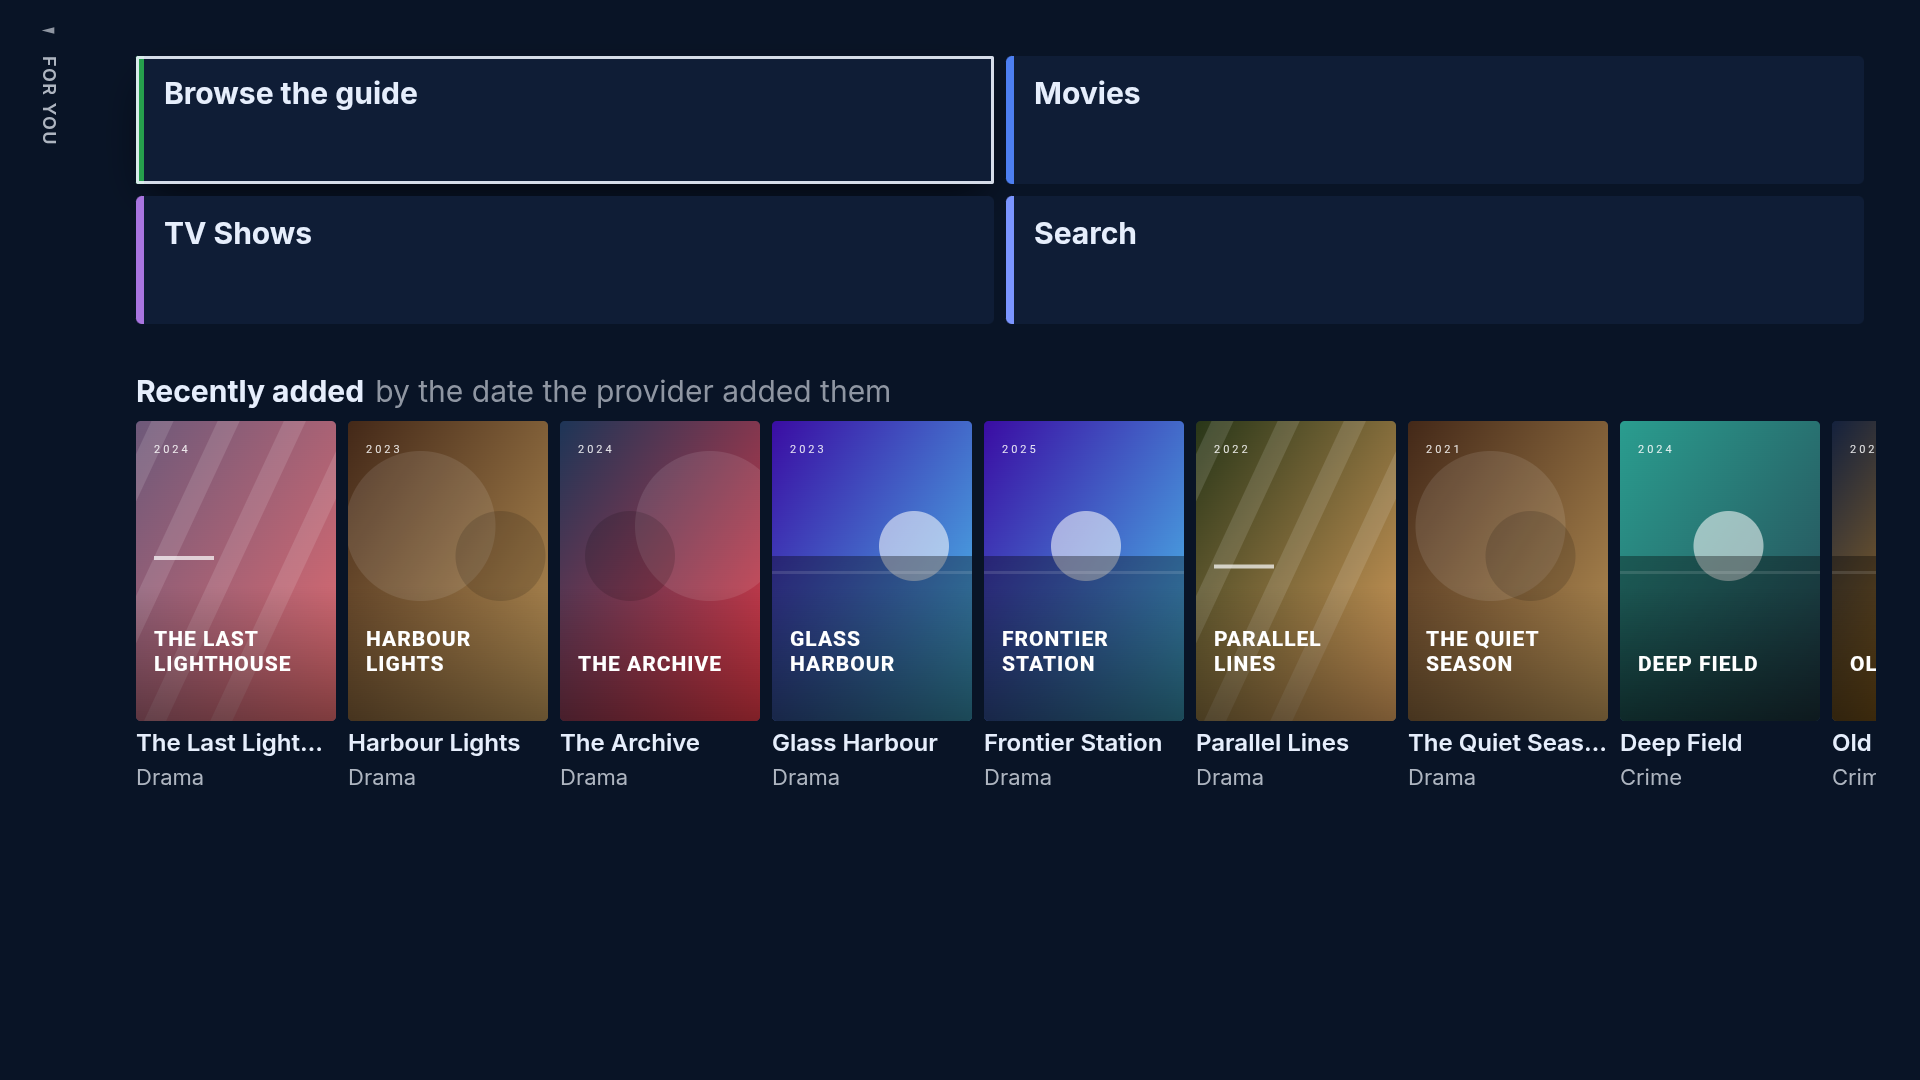 FOR YOU
Browse the guide
Movies
TV Shows
Search
Recently added by the date the provider added them
2024
THE LAST
LIGHTHOUSE
The Last Light...
Drama
2023
HARBOUR
LIGHTS
Harbour Lights
Drama
2024
THE ARCHIVE
The Archive
Drama
2023
GLASS
HARBOUR
Glass Harbour
Drama
2025
FRONTIER
STATION
Frontier Station
Drama
2022
PARALLEL
LINES
Parallel Lines
Drama
2021
THE QUIET
SEASON
The Quiet Seas...
Drama
2024
DEEP FIELD
Deep Field
Crime
202
OL
Old
Crim